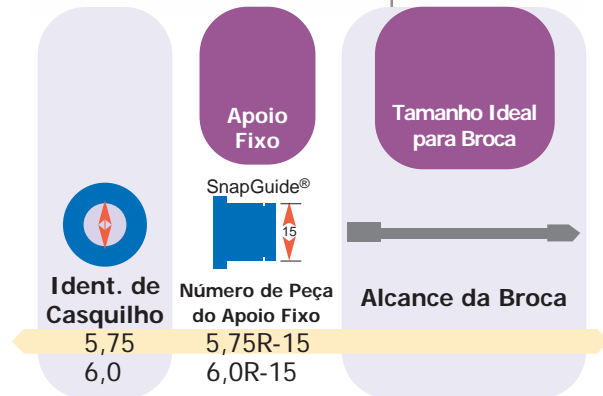 Apoio
Fixo
Tamanho Ideal
para Broca
SnapGuide®
15
Ident. de
Casquilho
Número de Peça
do Apoio Fixo
Alcance da Broca
5,75 5,75R-15
6,0 6,0R-15